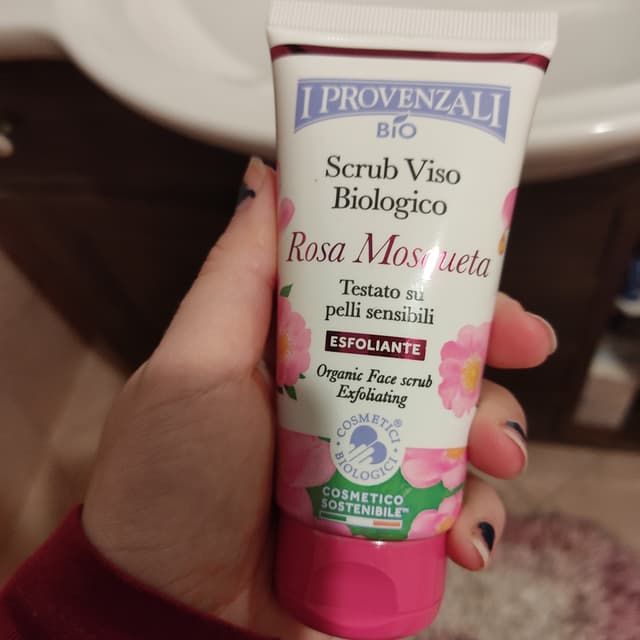 I PROVENZALI
BIO
Scrub Viso
Biologico
Rosa Mosqueta
Testato su
pelli sensibili
ESFOLIANTE
Organic Face scrub
Exfoliating
COSMETICI®
BIOLOGICI
COSMETICO
SOSTENIBILE™